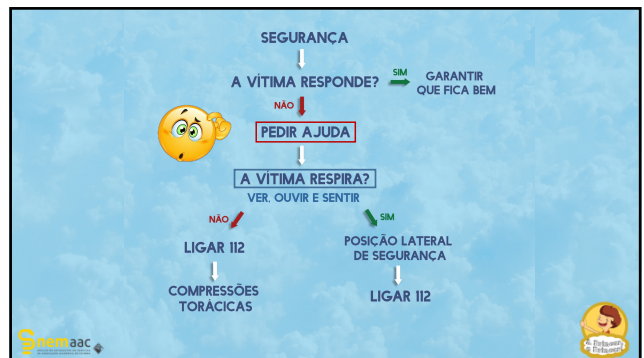 SEGURANÇA
A VÍTIMA RESPONDE?
SIM
GARANTIR
QUE FICA BEM
NÃO
PEDIR AJUDA
A VÍTIMA RESPIRA?
VER, OUVIR E SENTIR
NÃO
SIM
LIGAR 112
POSIÇÃO LATERAL
DE SEGURANÇA
COMPRESSÕES
TORÁCICAS
LIGAR 112
nemaac